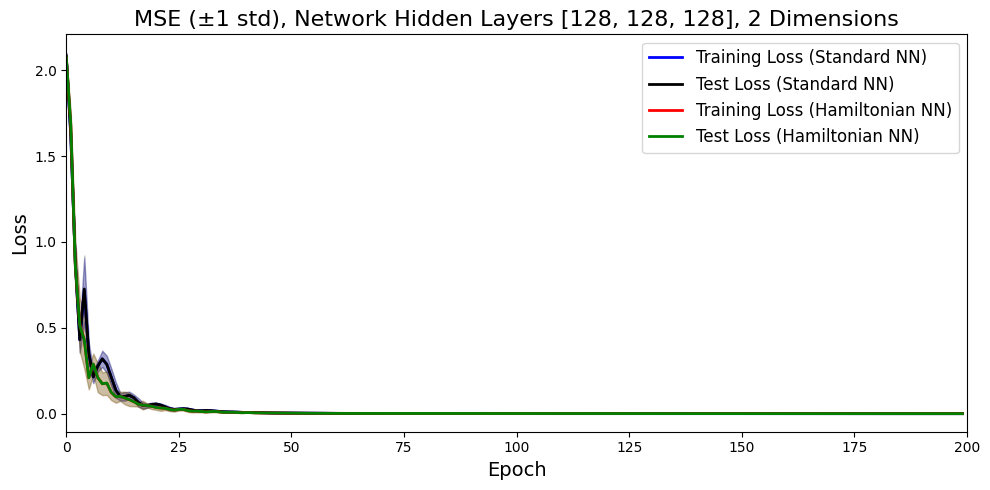 MSE (±1 std), Network Hidden Layers [128, 128, 128], 2 Dimensions
Training Loss (Standard NN)
Test Loss (Standard NN)
Training Loss (Hamiltonian NN)
Test Loss (Hamiltonian NN)
Loss
2.0
1.5
1.0
0.5
0.0
0 25 50 75 100 125 150 175 200
Epoch